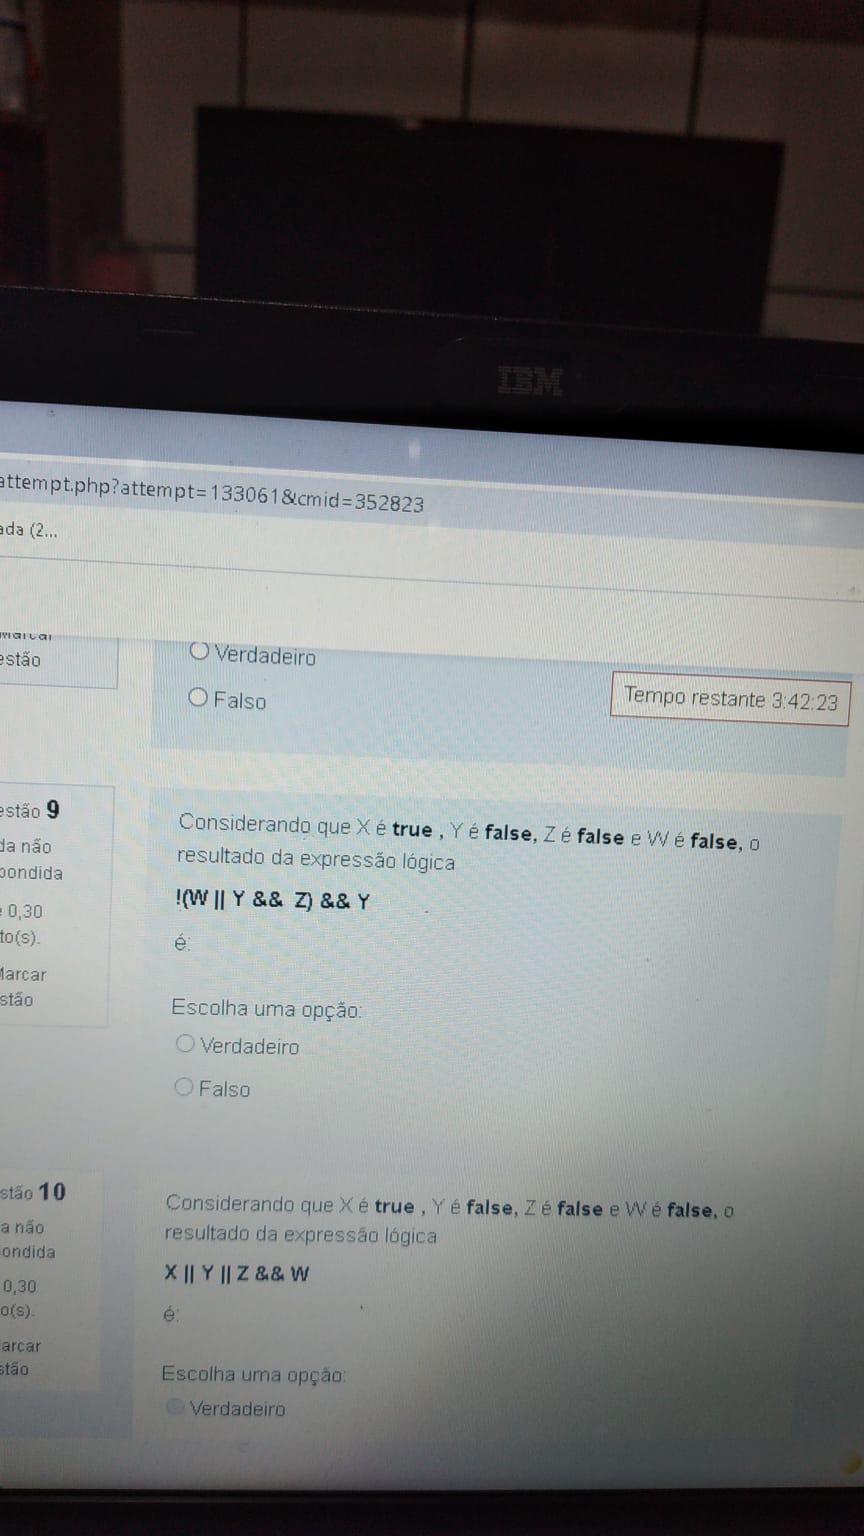 IBM
attempt.php?attempt=133061&cmid=352823
ada (2...
Marcar
estão
Verdadeiro
Falso
Tempo restante 3:42:23
estão 9
da não
pondida
0,30
to(s).
Marcar
stão
Considerando que X é true , Y é false, Z é false e W é false, o
resultado da expressão lógica
!(W || Y && Z) && Y
é:
Escolha uma opção:
Verdadeiro
Falso
stão 10
a não
ondida
0,30
o(s).
arcar
stão
Considerando que X é true , Y é false, Z é false e W é false, o
resultado da expressão lógica
X || Y || Z && W
é:
Escolha uma opção:
Verdadeiro